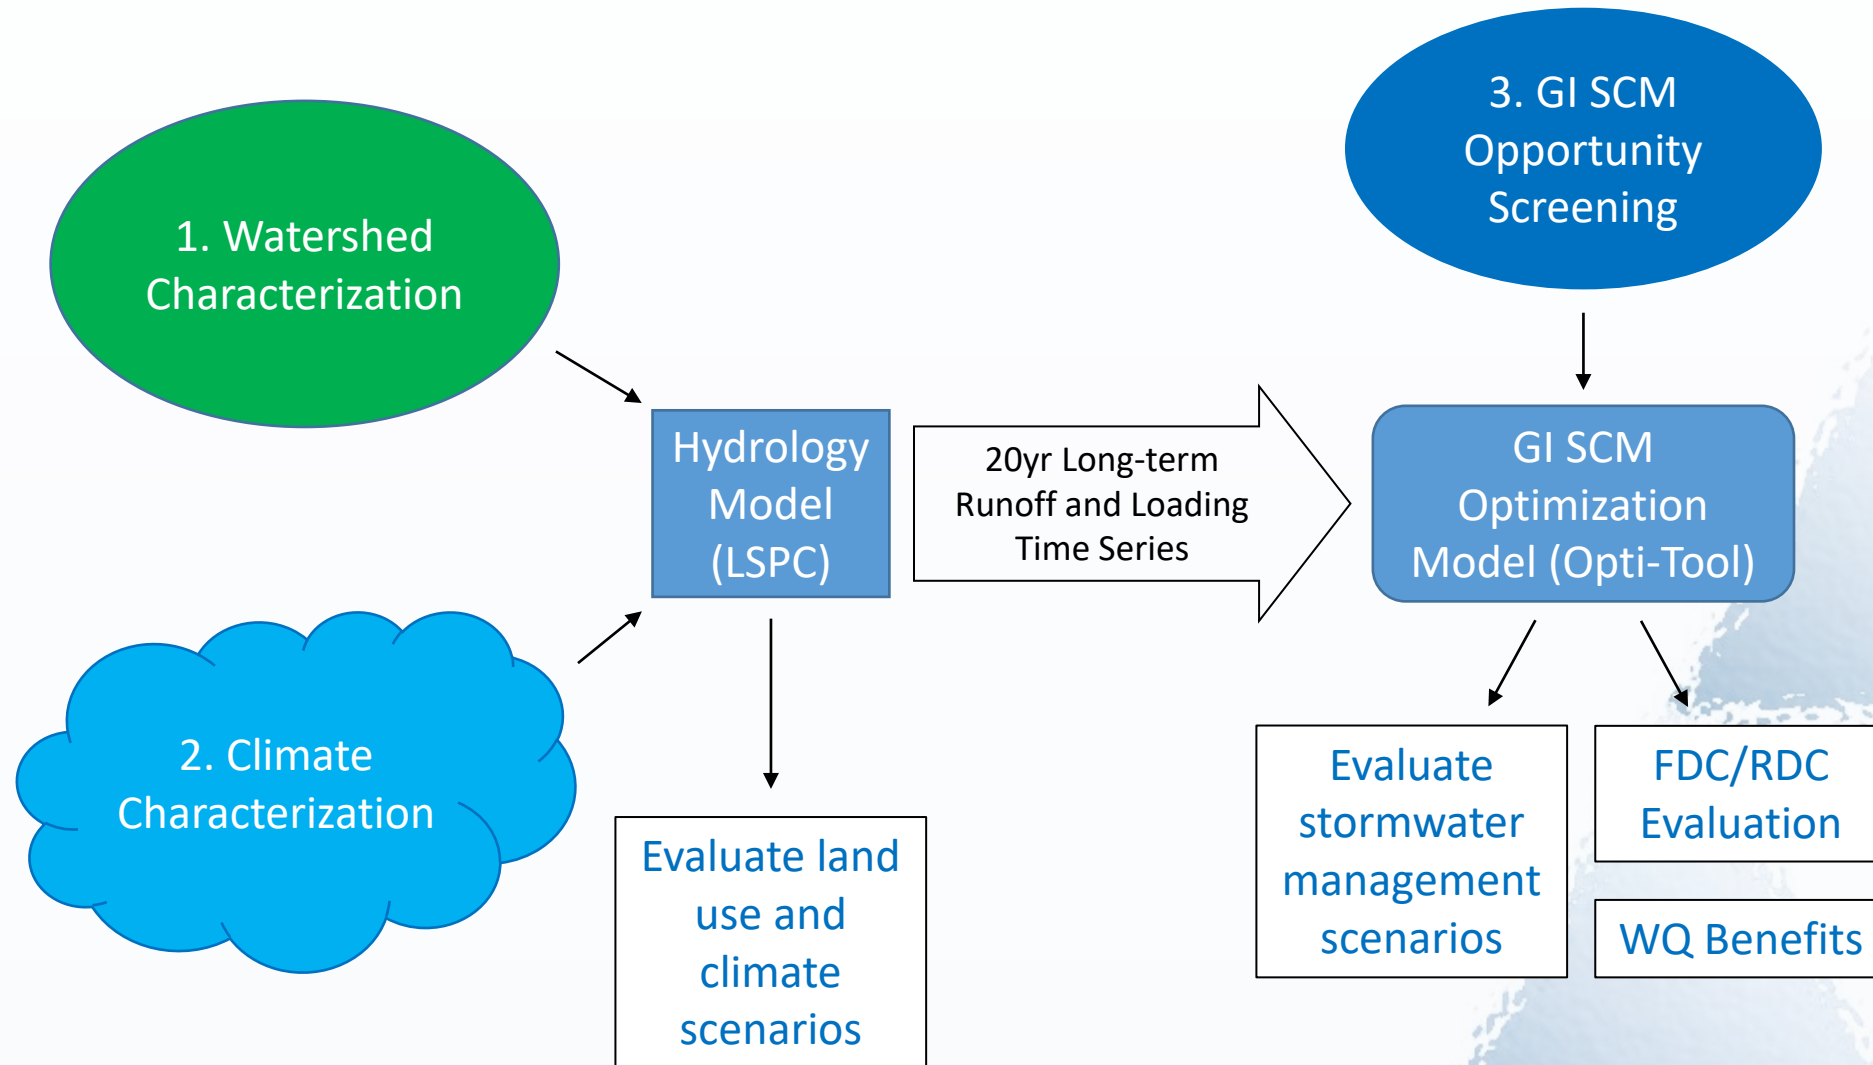 1. Watershed
Characterization
2. Climate
Characterization
Hydrology
Model
(LSPC)
Evaluate land
use and
climate
scenarios
20yr Long-term
Runoff and Loading
Time Series
3. GI SCM
Opportunity
Screening
GI SCM
Optimization
Model (Opti-Tool)
Evaluate
stormwater
management
scenarios
FDC/RDC
Evaluation
WQ Benefits